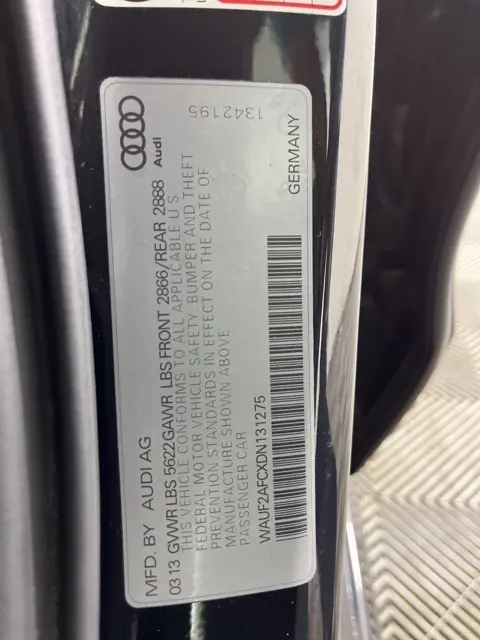 MFD. BY AUDI AG
Audi
0313 GVWR LBS 5622 GAWR LBS FRONT 2866/REAR 2888
THIS VEHICLE CONFORMS TO ALL APPLICABLE U S
FEDERAL MOTOR VEHICLE SAFETY, BUMPER AND THEFT
PREVENTION STANDARDS IN EFFECT ON THE DATE OF
MANUFACTURE SHOWN ABOVE
PASSENGER CAR
WAUF2AFCXDN131275
GERMANY
1342195